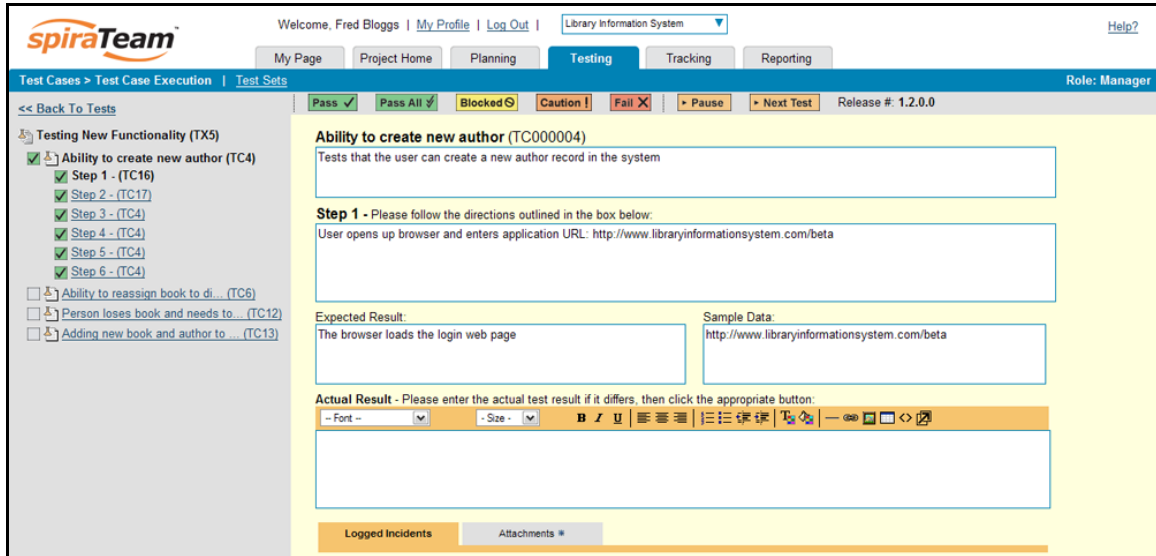 spiraTeam
Welcome, Fred Bloggs | My Profile | Log Out | Library Information System
Help?
My Page Project Home Planning Testing Tracking Reporting
Test Cases > Test Case Execution | Test Sets
Role: Manager
<< Back To Tests
Testing New Functionality (TX5)
Ability to create new author (TC4)
Step 1 - (TC16)
Step 2 - (TC17)
Step 3 - (TC4)
Step 4 - (TC4)
Step 5 - (TC4)
Step 6 - (TC4)
Ability to reassign book to di... (TC6)
Person loses book and needs to... (TC12)
Adding new book and author to ... (TC13)
Pass Pass All Blocked Caution ! Fail Pause Next Test Release #: 1.2.0.0
Ability to create new author (TC000004)
Tests that the user can create a new author record in the system
Step 1 - Please follow the directions outlined in the box below:
User opens up browser and enters application URL: http://www.libraryinformationsystem.com/beta
Expected Result:
The browser loads the login web page
Sample Data:
http://www.libraryinformationsystem.com/beta
Actual Result - Please enter the actual test result if it differs, then click the appropriate button:
-- Font -- - Size - B I U
Logged Incidents Attachments *